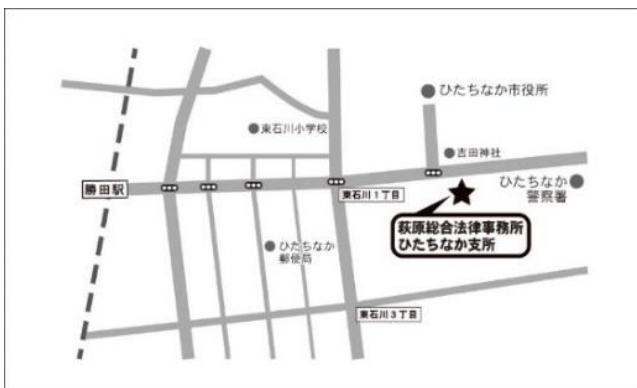 ひたちなか市役所
東石川小学校
吉田神社
勝田駅
東石川1丁目
ひたちなか
警察署
萩原総合法律事務所
ひたちなか支所
ひたちなか
郵便局
東石川3丁目